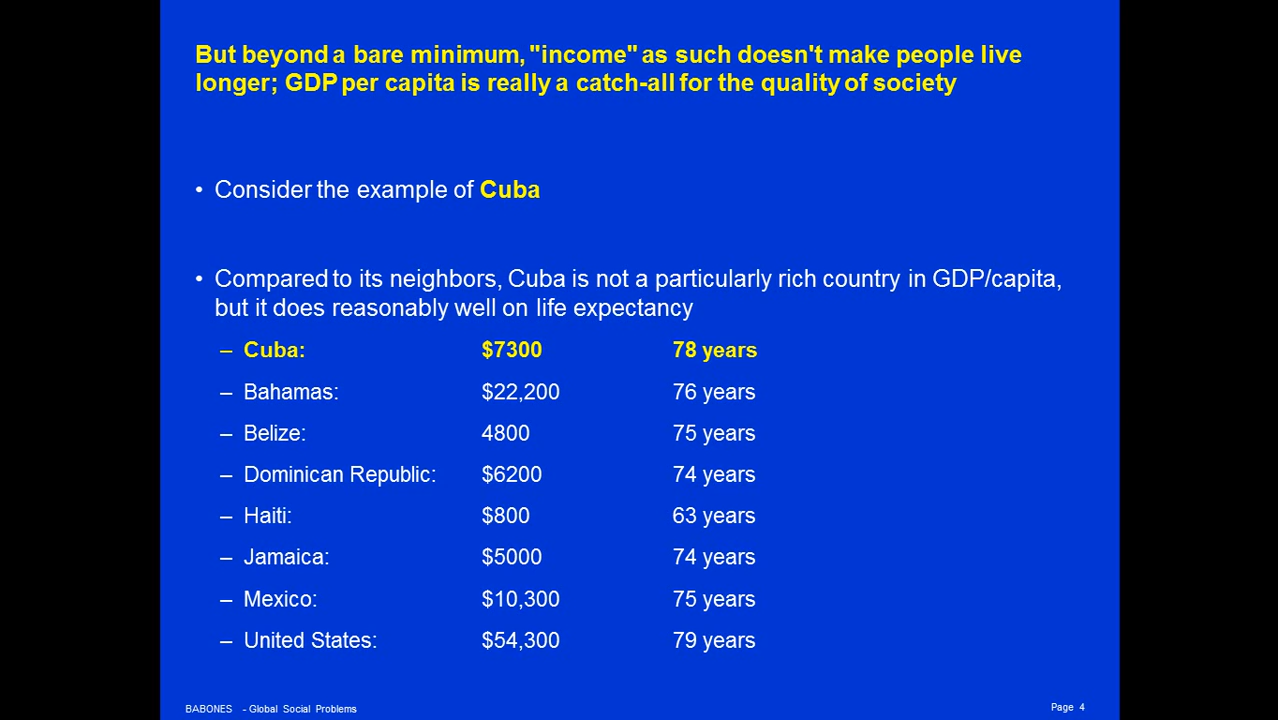 But beyond a bare minimum, "income" as such doesn't make people live
longer; GDP per capita is really a catch-all for the quality of society
• Consider the example of Cuba
• Compared to its neighbors, Cuba is not a particularly rich country in GDP/capita,
but it does reasonably well on life expectancy
– Cuba: $7300 78 years
– Bahamas: $22,200 76 years
– Belize: 4800 75 years
– Dominican Republic: $6200 74 years
– Haiti: $800 63 years
– Jamaica: $5000 74 years
– Mexico: $10,300 75 years
– United States: $54,300 79 years
BABONES - Global Social Problems Page 4